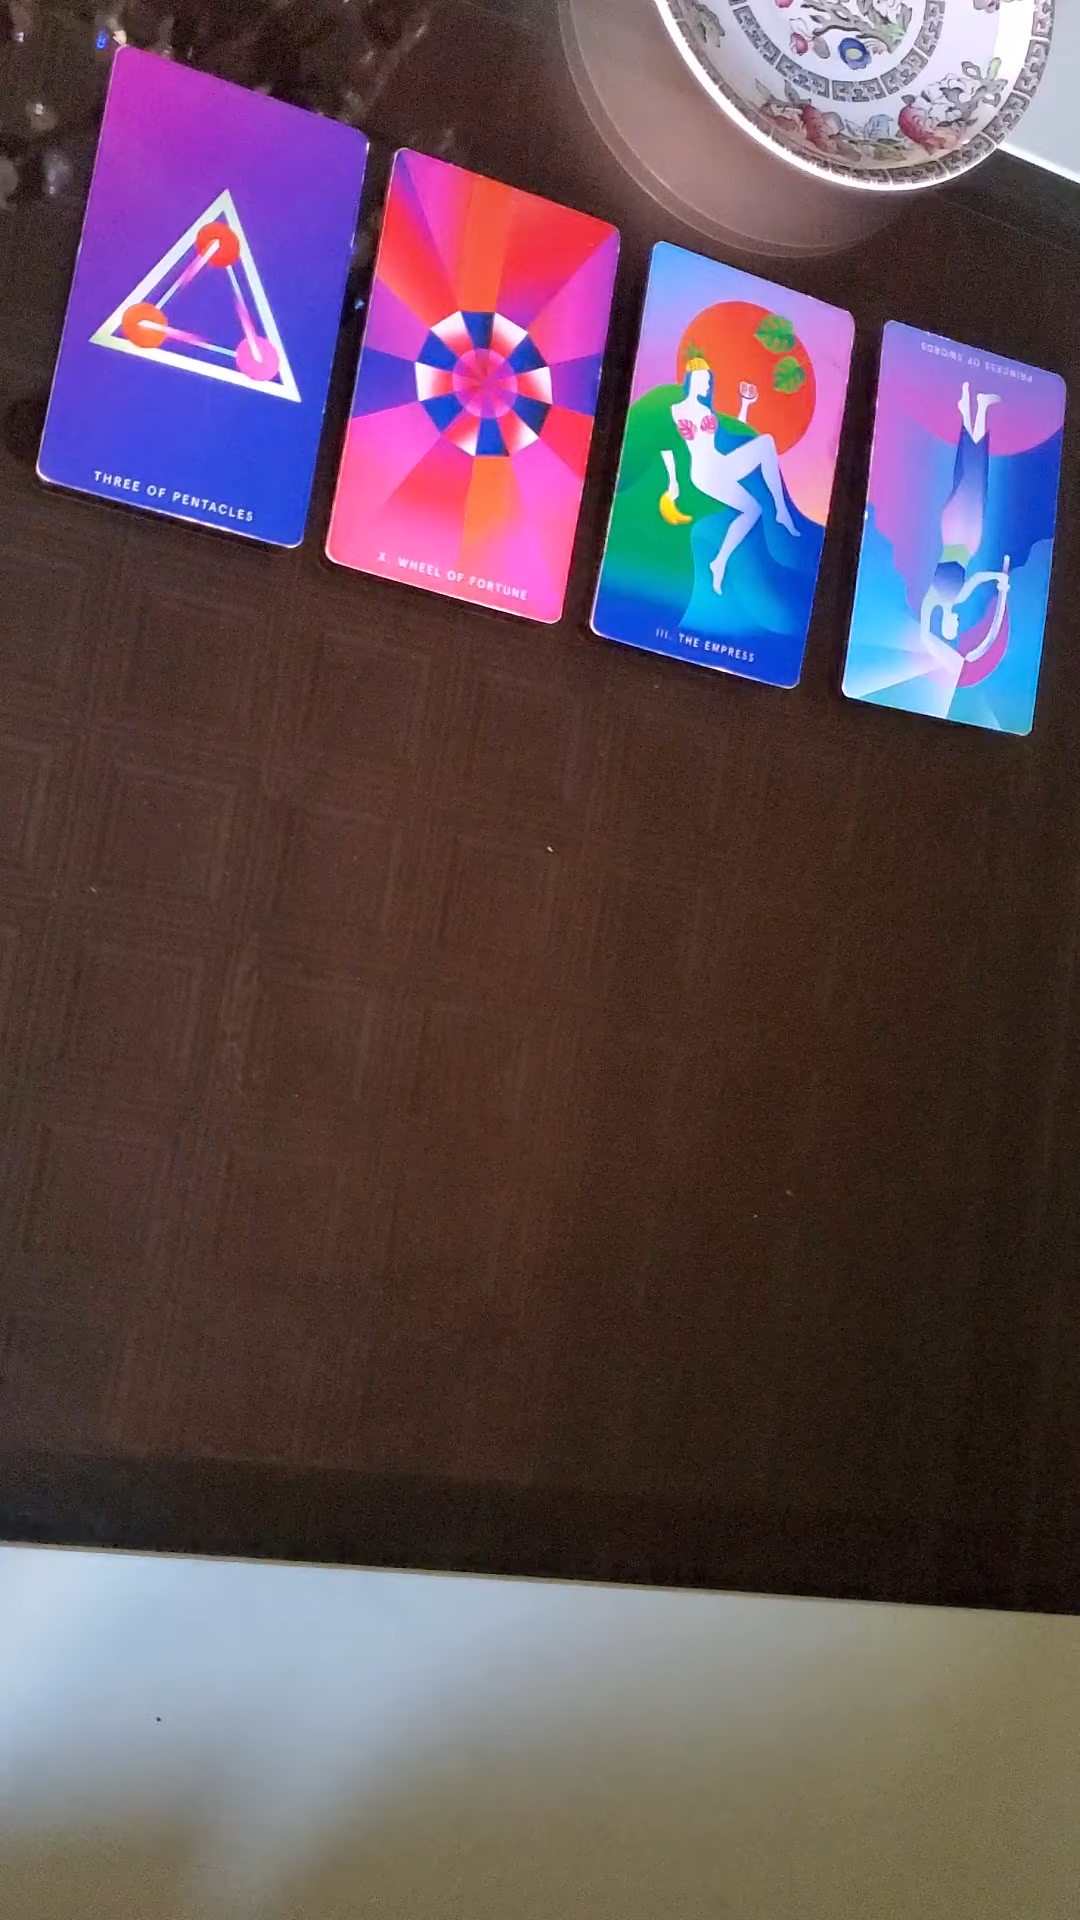 THREE OF PENTACLES
X. WHEEL OF FORTUNE
III. THE EMPRESS
PRINCESS OF SWORDS